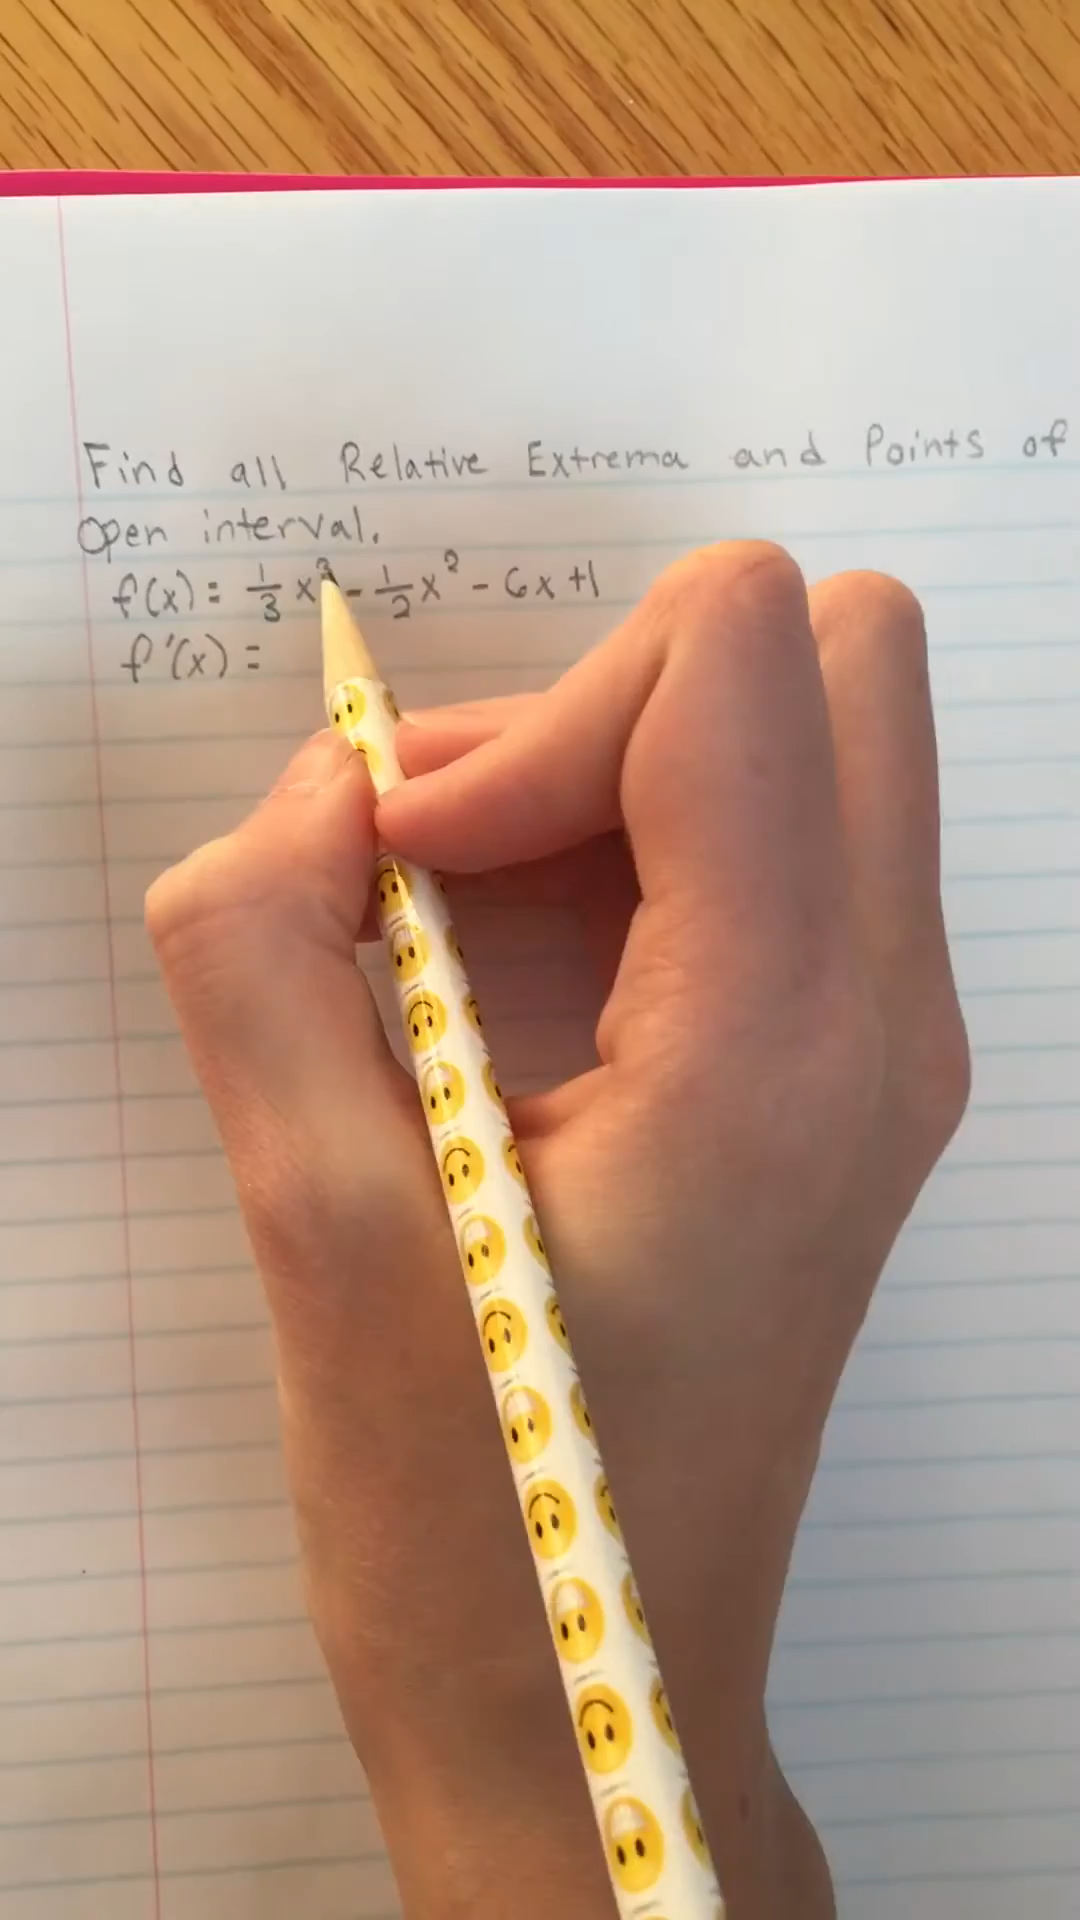 Find all Relative Extrema and Points of
Open interval.
f(x) = 1/3 x³ - 1/2 x² - 6x + 1
f'(x) =